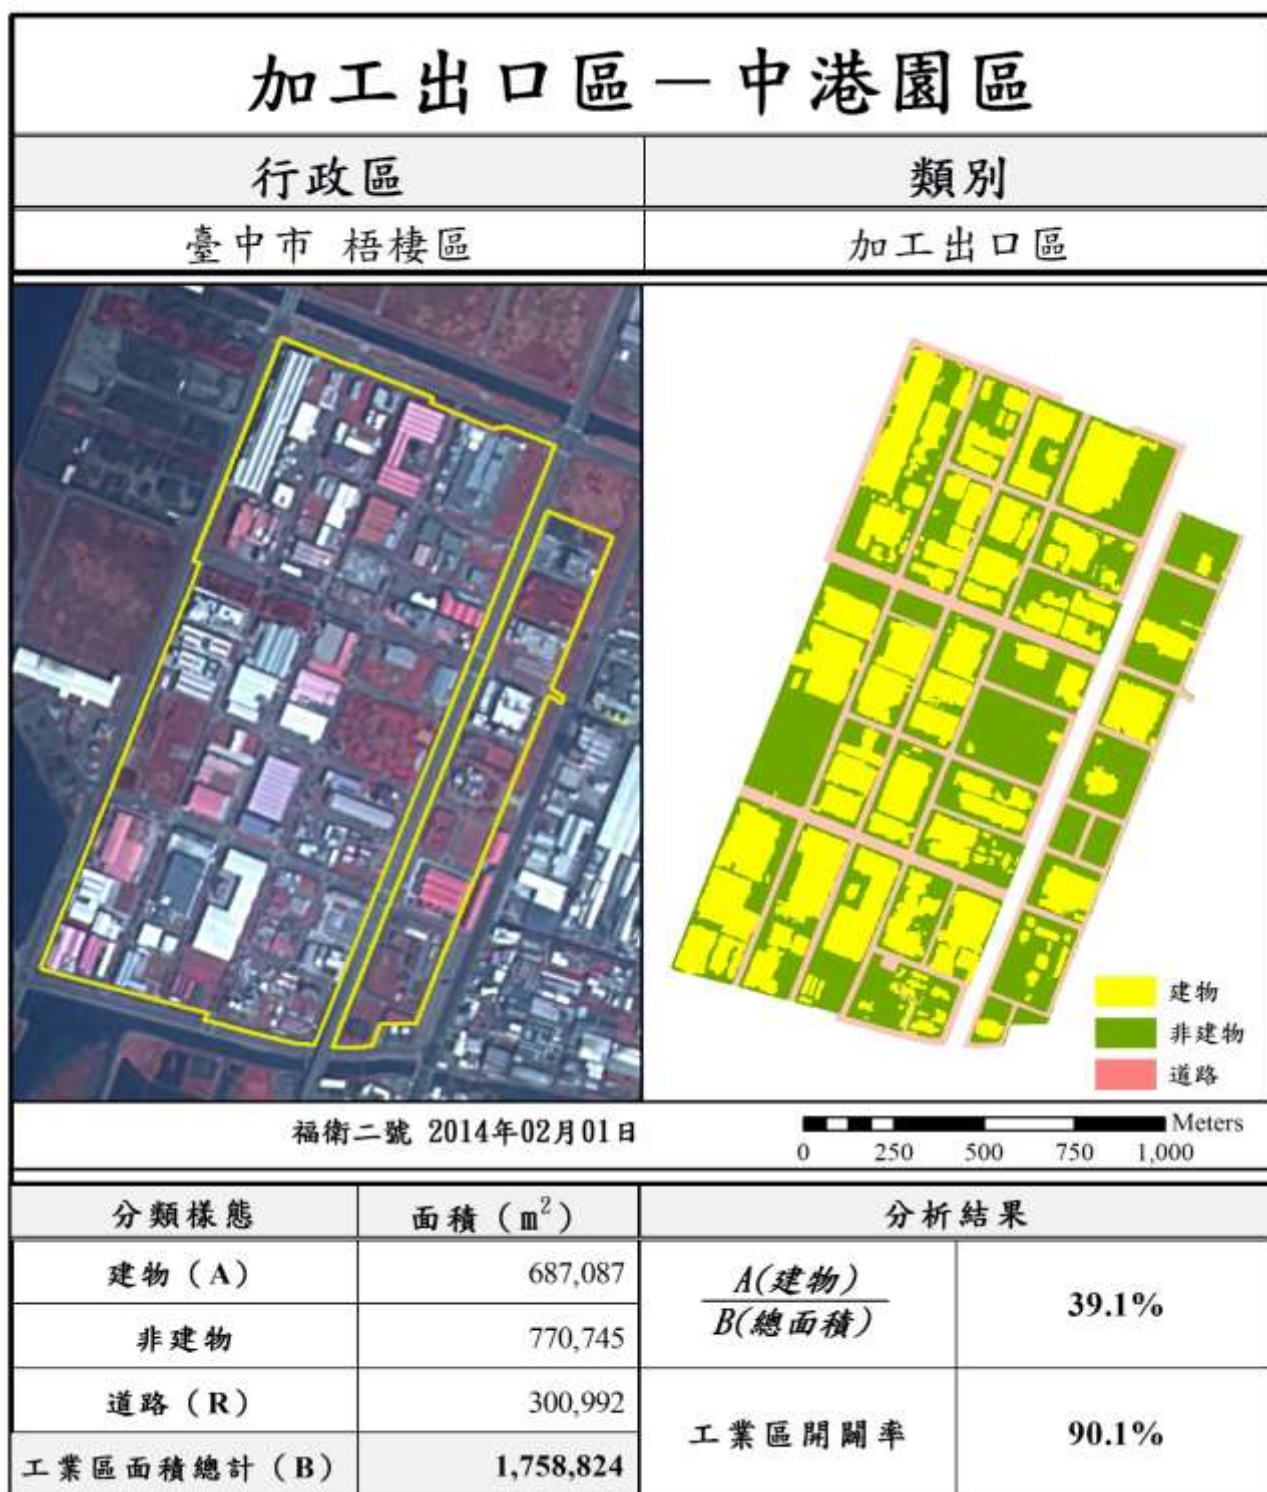 加工出口區－中港園區
行政區 類別
臺中市 梧棲區 加工出口區
建物
非建物
道路
福衛二號 2014年02月01日
Meters
0 250 500 750 1,000
分類樣態 面積（m²） 分析結果
建物（A） 687,087
A(建物)
B(總面積)
39.1%
非建物 770,745
道路（R） 300,992
工業區開闢率 90.1%
工業區面積總計（B） 1,758,824